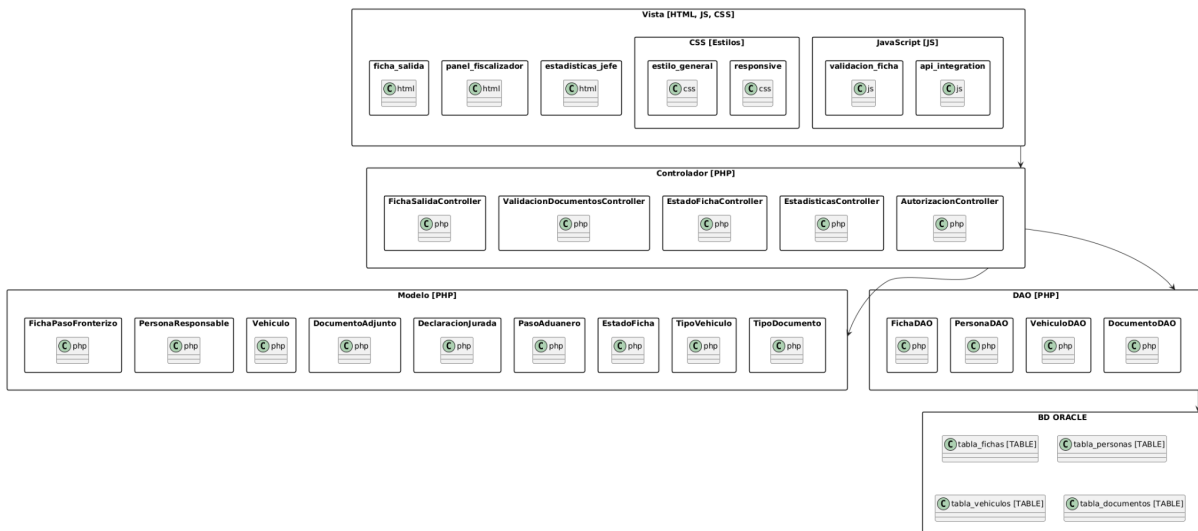 Vista [HTML, JS, CSS]
CSS [Estilos]
JavaScript [JS]
ficha_salida
panel_fiscalizador
estadisticas_jefe
estilo_general
responsive
validacion_ficha
api_integration
C html
C html
C html
C css
C css
C js
C js
Controlador [PHP]
FichaSalidaController
ValidacionDocumentosController
EstadoFichaController
EstadisticasController
AutorizacionController
C php
C php
C php
C php
C php
Modelo [PHP]
FichaPasoFronterizo
PersonaResponsable
Vehiculo
DocumentoAdjunto
DeclaracionJurada
PasoAduanero
EstadoFicha
TipoVehiculo
TipoDocumento
C php
C php
C php
C php
C php
C php
C php
C php
C php
DAO [PHP]
FichaDAO
PersonaDAO
VehiculoDAO
DocumentoDAO
C php
C php
C php
C php
BD ORACLE
C tabla_fichas [TABLE]
C tabla_personas [TABLE]
C tabla_vehiculos [TABLE]
C tabla_documentos [TABLE]